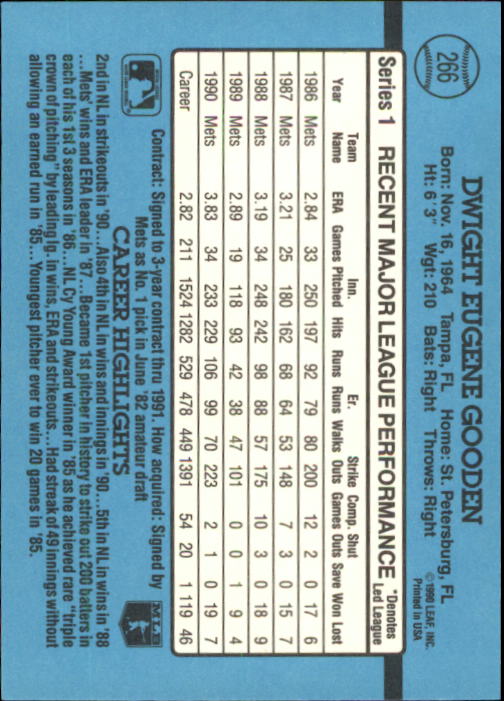 266
DWIGHT EUGENE GOODEN
Born: Nov. 16, 1964 Tampa, FL Home: St. Petersburg, FL
Ht: 6'3" Wgt: 210 Bats: Right Throws: Right
©1990 LEAF, INC.
Printed in USA
Series 1 RECENT MAJOR LEAGUE PERFORMANCE *Denotes Led League
Year Team Name ERA Games Inn. Pitched Hits Runs Er. Runs Walks Strike Outs Comp. Games Shut Outs Save Won Lost
1986 Mets 2.84 33 250 197 92 79 80 200 12 2 0 17 6
1987 Mets 3.21 25 180 162 68 64 53 148 7 3 0 15 7
1988 Mets 3.19 34 248 242 98 88 57 175 10 3 0 18 9
1989 Mets 2.89 19 118 93 42 38 47 101 0 0 1 9 4
1990 Mets 3.83 34 233 229 106 99 70 223 2 1 0 19 7
Career 2.82 211 1524 1282 529 478 449 1391 54 20 1 119 46
Contract: Signed to 3-year contract thru 1991. How acquired: Signed by
Mets as No. 1 pick in June '82 amateur draft
MLB
CAREER HIGHLIGHTS
2nd in NL in strikeouts in '90...Also 4th in NL in wins and innings in '90...5th in NL in wins in '88
...Mets' wins and ERA leader in '87...Became 1st pitcher in history to strike out 200 batters in
each of his 1st 3 seasons in '86...NL Cy Young Award winner in '85 as he achieved rare "triple
crown of pitching" by leading lg. in wins, ERA and strikeouts...Had streak of 49 innings without
allowing an earned run in '85...Youngest pitcher ever to win 20 games in '85.